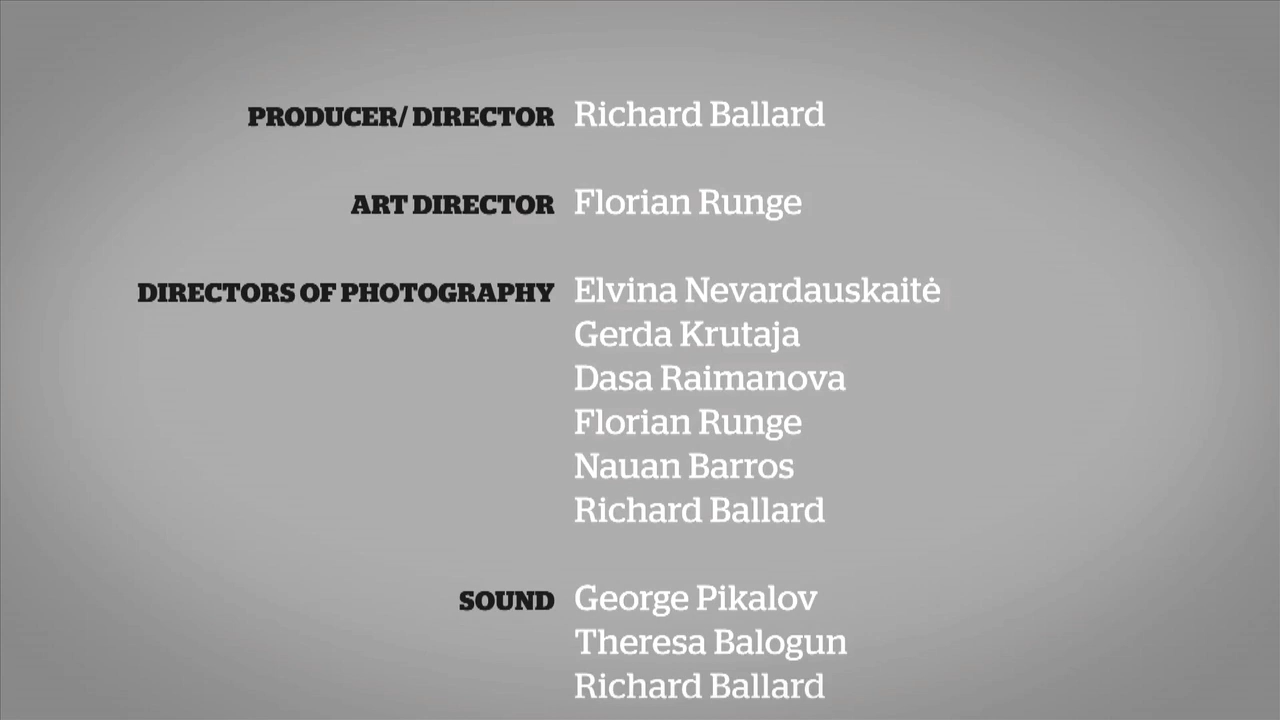 PRODUCER/ DIRECTOR Richard Ballard
ART DIRECTOR Florian Runge
DIRECTORS OF PHOTOGRAPHY Elvina Nevardauskaitė
Gerda Krutaja
Dasa Raimanova
Florian Runge
Nauan Barros
Richard Ballard
SOUND George Pikalov
Theresa Balogun
Richard Ballard